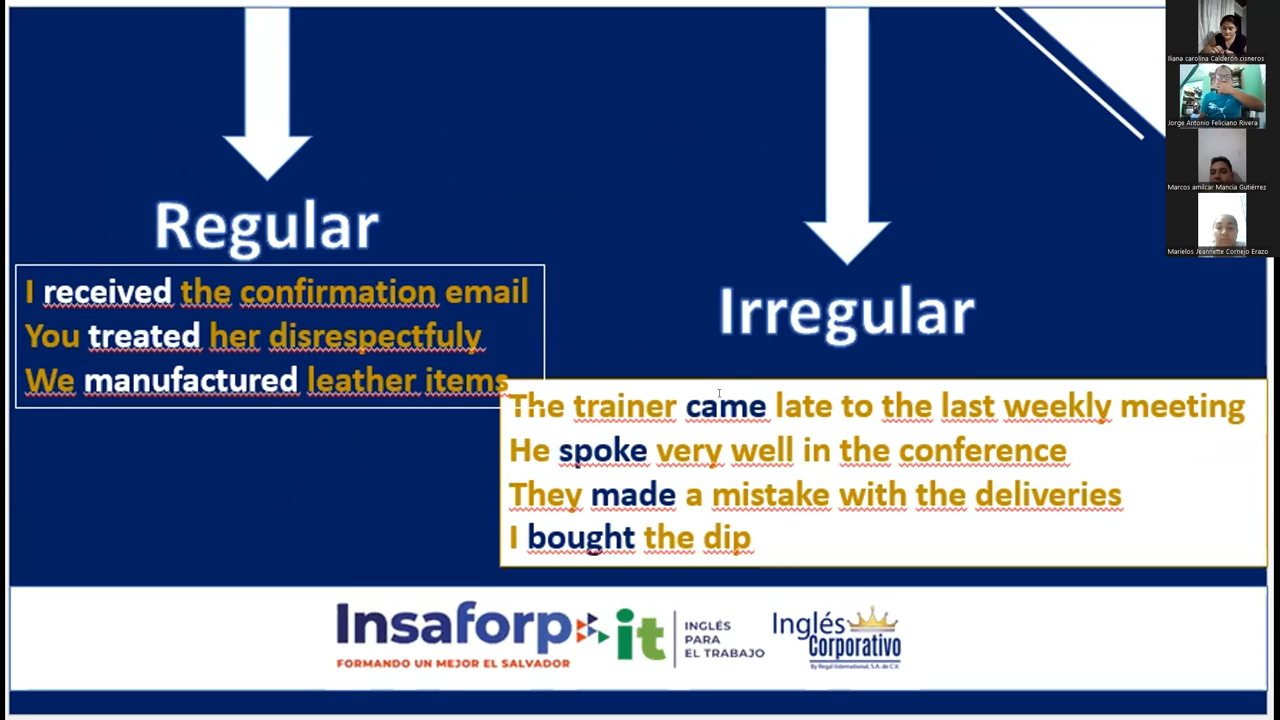 Regular
I received the confirmation email
You treated her disrespectfuly
We manufactured leather items
Irregular
The trainer came late to the last weekly meeting
He spoke very well in the conference
They made a mistake with the deliveries
I bought the dip
Insaforp
FORMANDO UN MEJOR EL SALVADOR
it
INGLÉS
PARA
EL TRABAJO
Inglés
Corporativo
By Regal International, S.A. de C.V.
Iliana carolina Calderón cisneros
Jorge Antonio Feliciano Rivera
Marcos amilcar Mancia Gutiérrez
Marielos Jeannette Cornejo Erazo